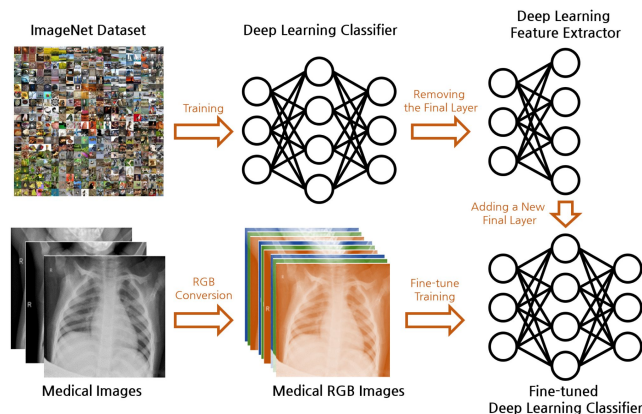 ImageNet Dataset
Deep Learning Classifier
Deep Learning
Feature Extractor
Training
Removing
the Final Layer
Adding a New
Final Layer
RGB
Conversion
Fine-tune
Training
R
R
Medical Images
Medical RGB Images
Fine-tuned
Deep Learning Classifier